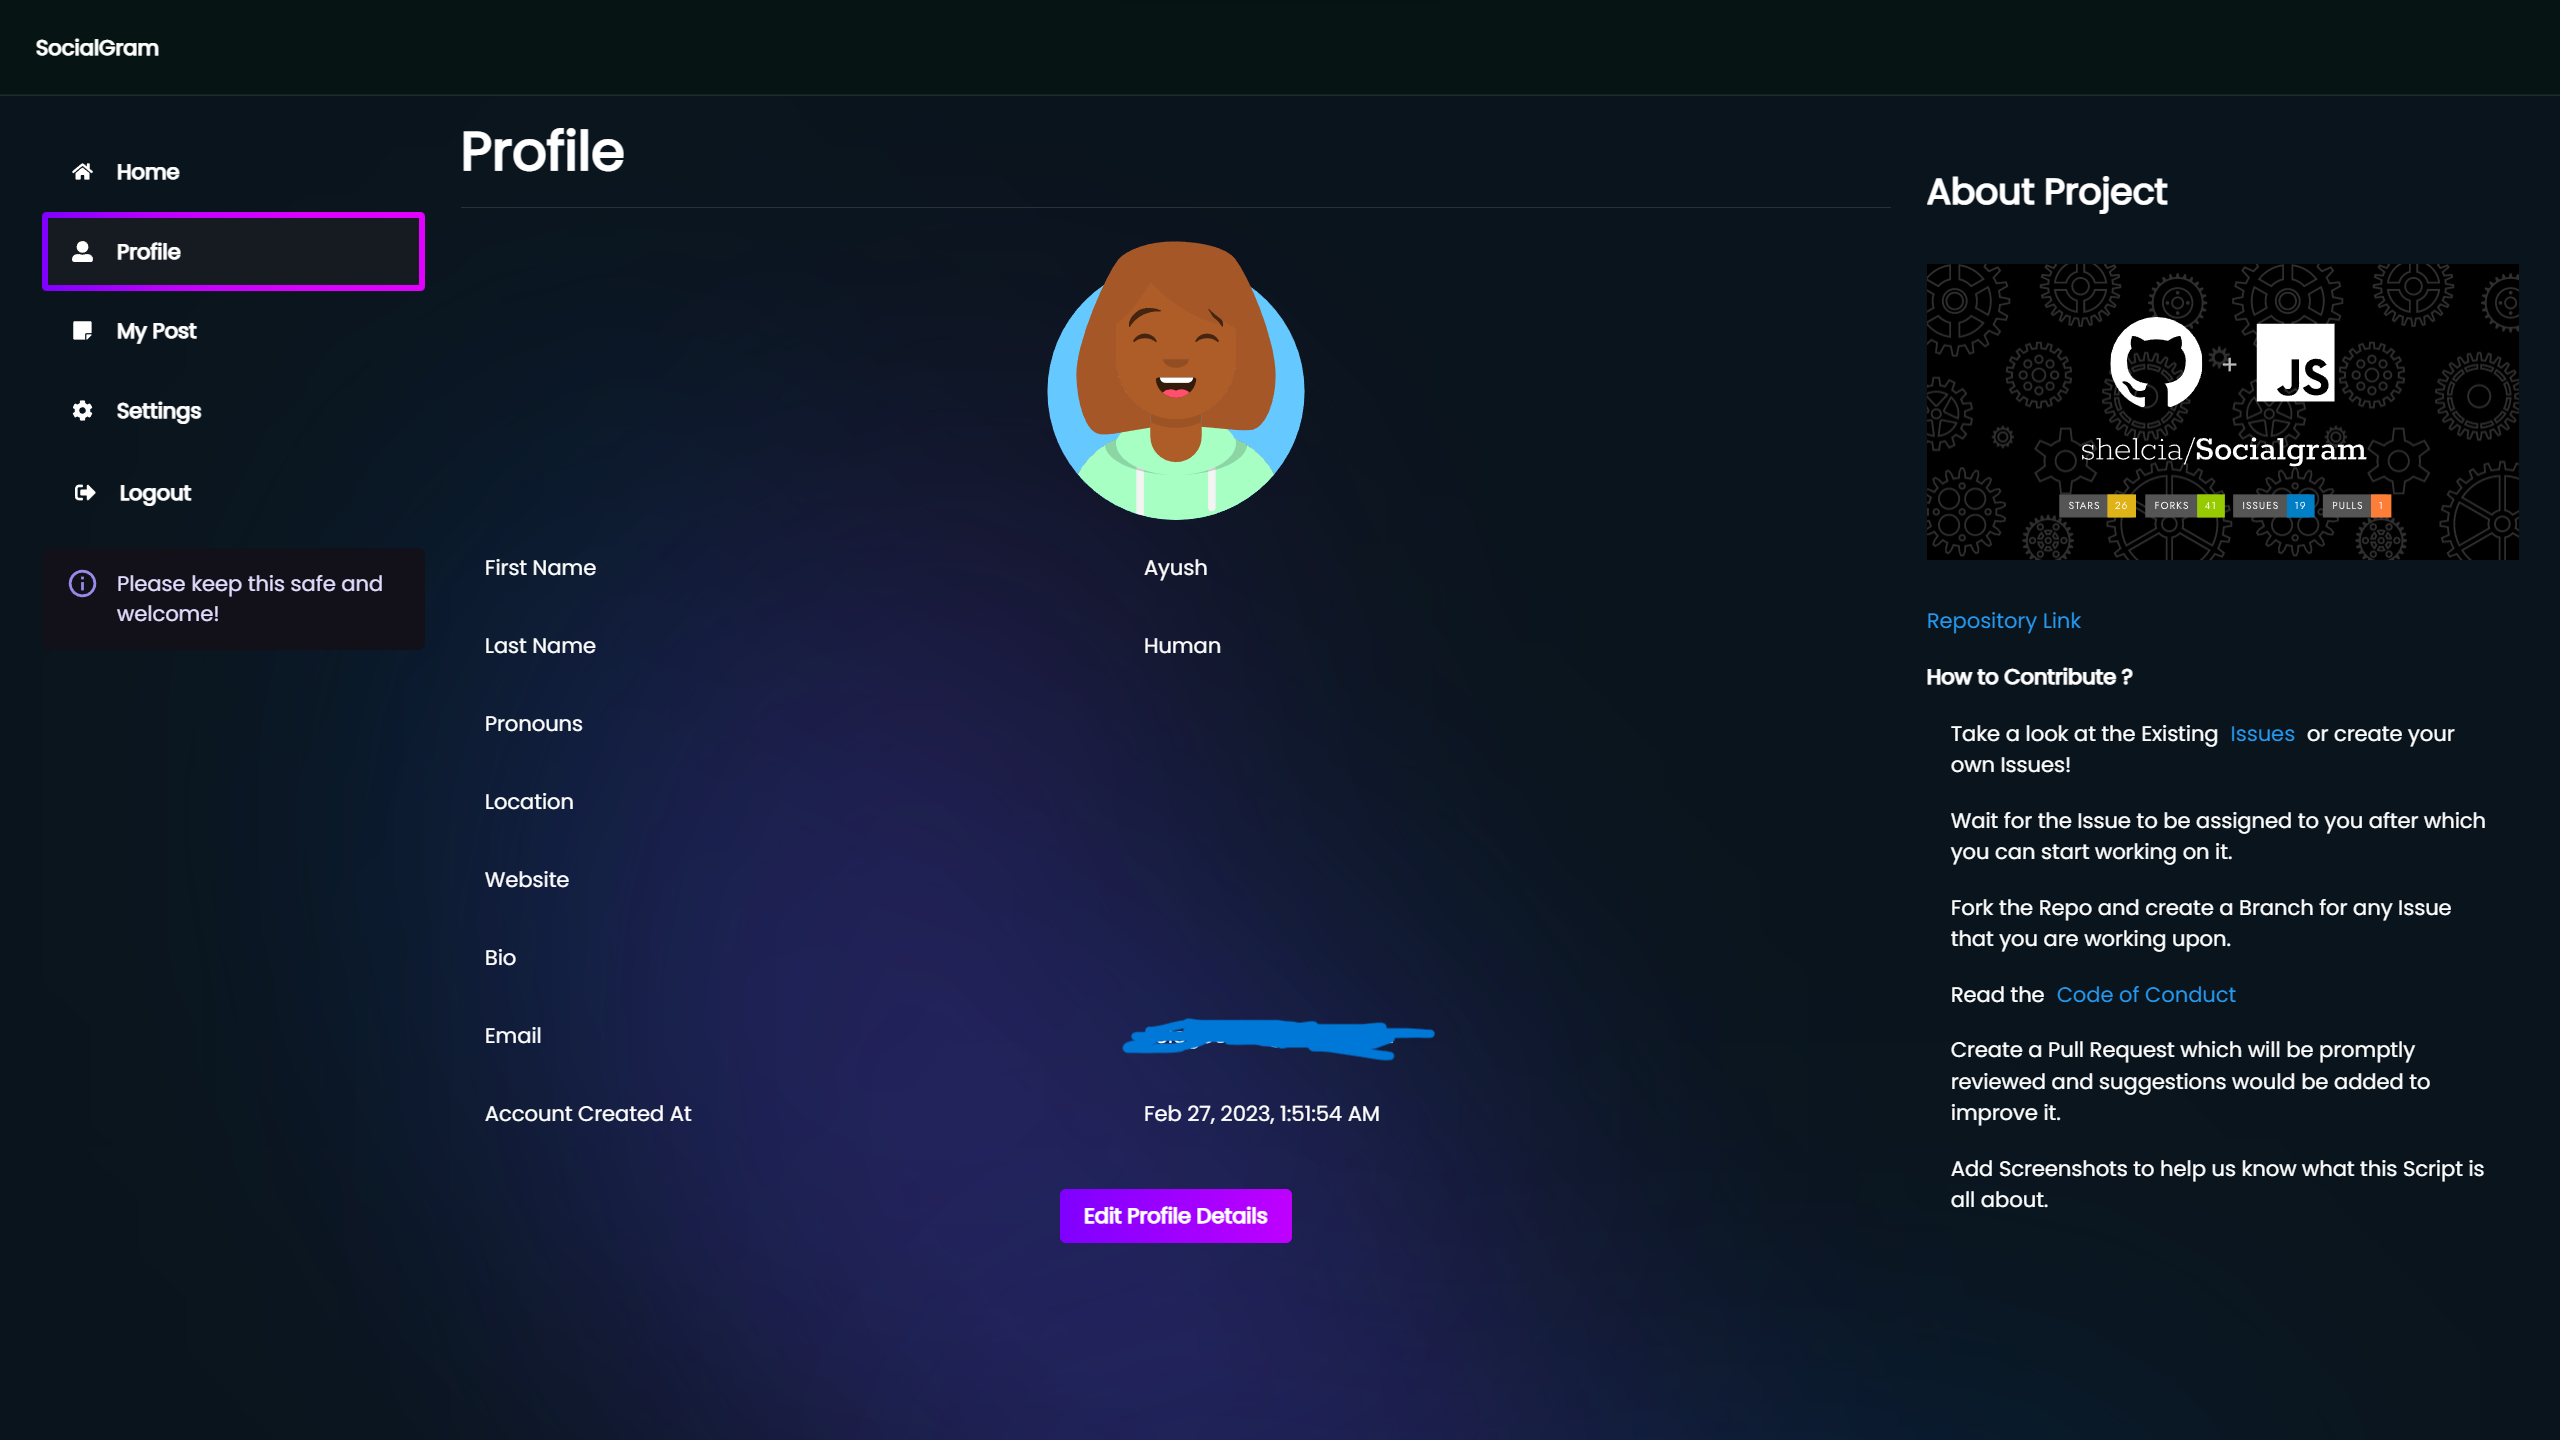 SocialGram
Home
Profile
My Post
Settings
Logout
Please keep this safe and
welcome!
Profile
First Name Ayush
Last Name Human
Pronouns
Location
Website
Bio
Email
Account Created At Feb 27, 2023, 1:51:54 AM
Edit Profile Details
About Project
+ JS
shelcia/Socialgram
STARS 26 FORKS 41 ISSUES 19 PULLS 1
Repository Link
How to Contribute ?
Take a look at the Existing Issues or create your
own Issues!
Wait for the Issue to be assigned to you after which
you can start working on it.
Fork the Repo and create a Branch for any Issue
that you are working upon.
Read the Code of Conduct
Create a Pull Request which will be promptly
reviewed and suggestions would be added to
improve it.
Add Screenshots to help us know what this Script is
all about.